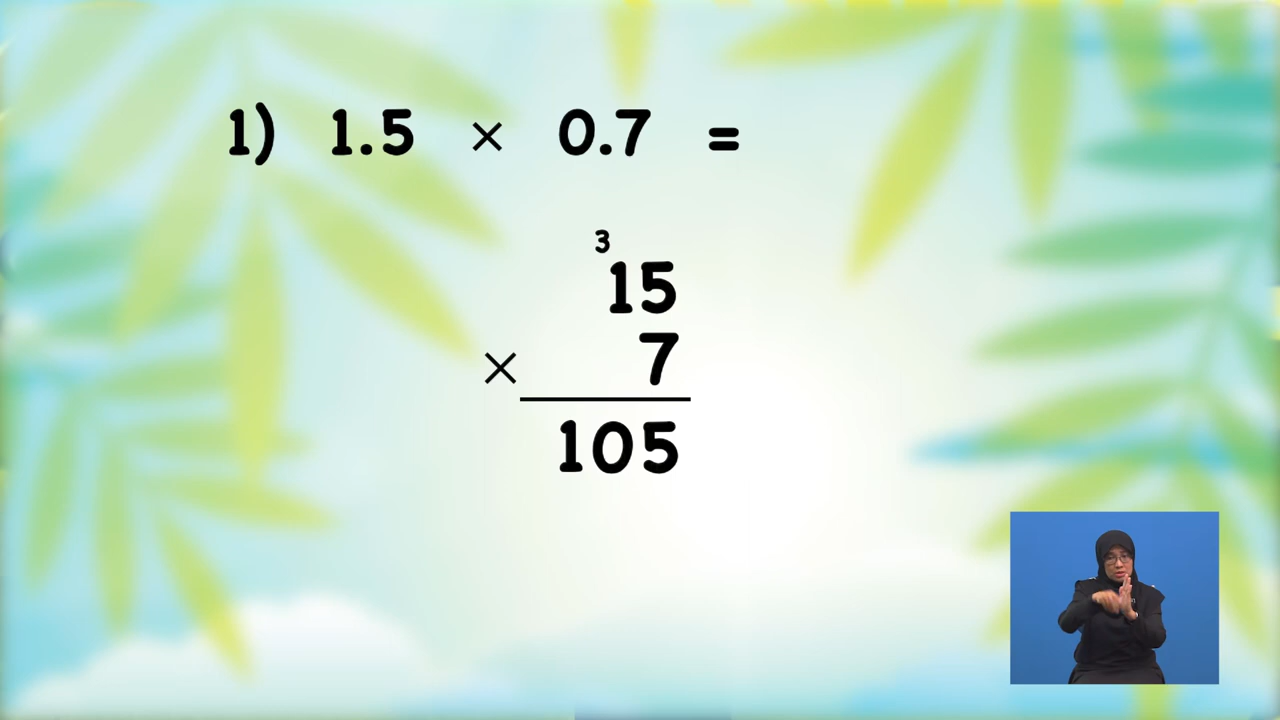 1) 1.5 × 0.7 =
3
15
× 7
105